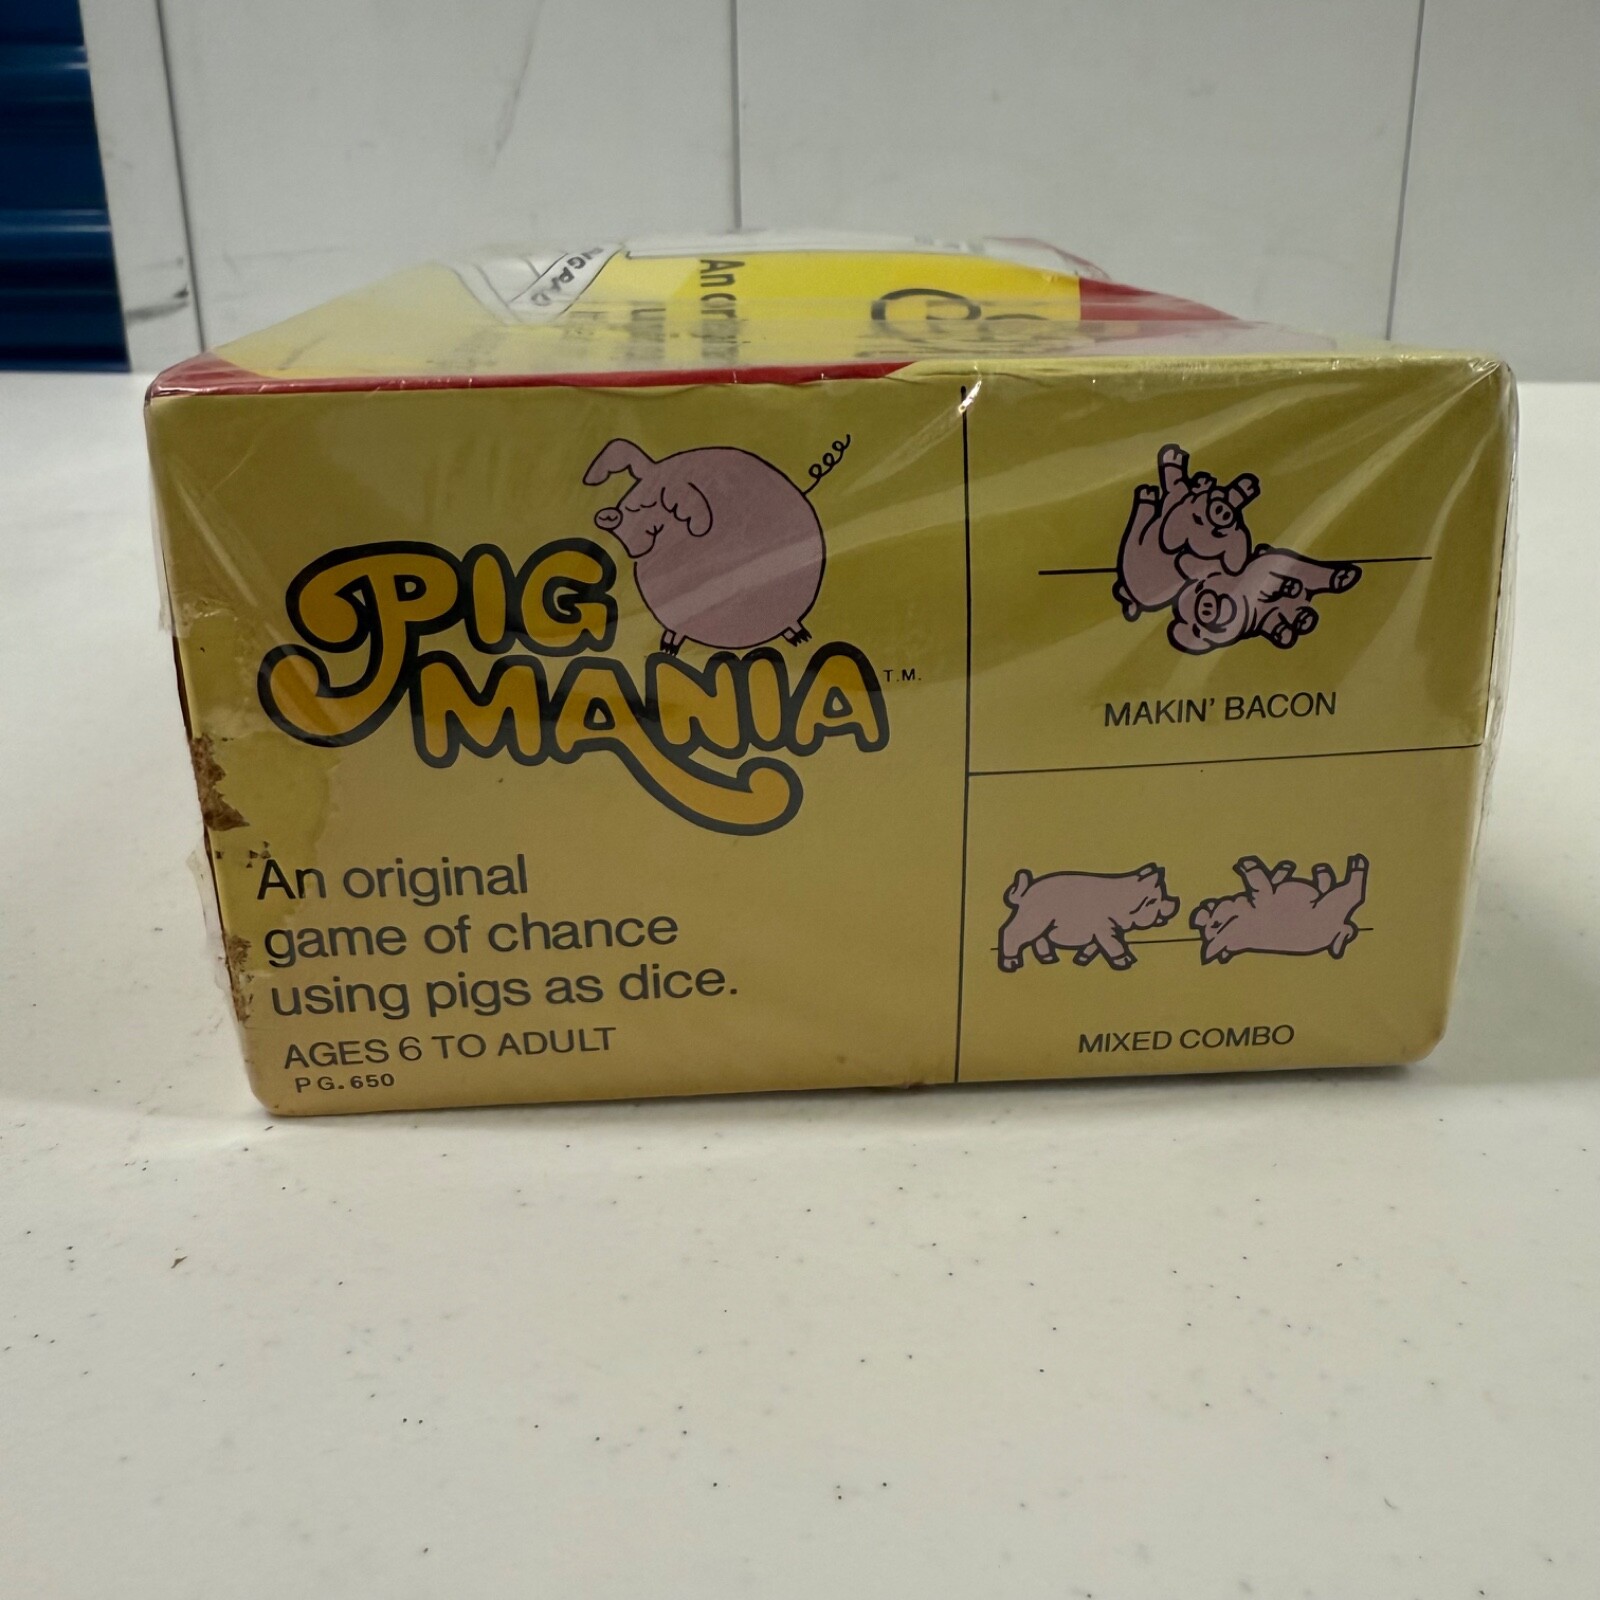 An
PIG
MANIA T.M.
An original
game of chance
using pigs as dice.
AGES 6 TO ADULT
PG.650
MAKIN' BACON
MIXED COMBO